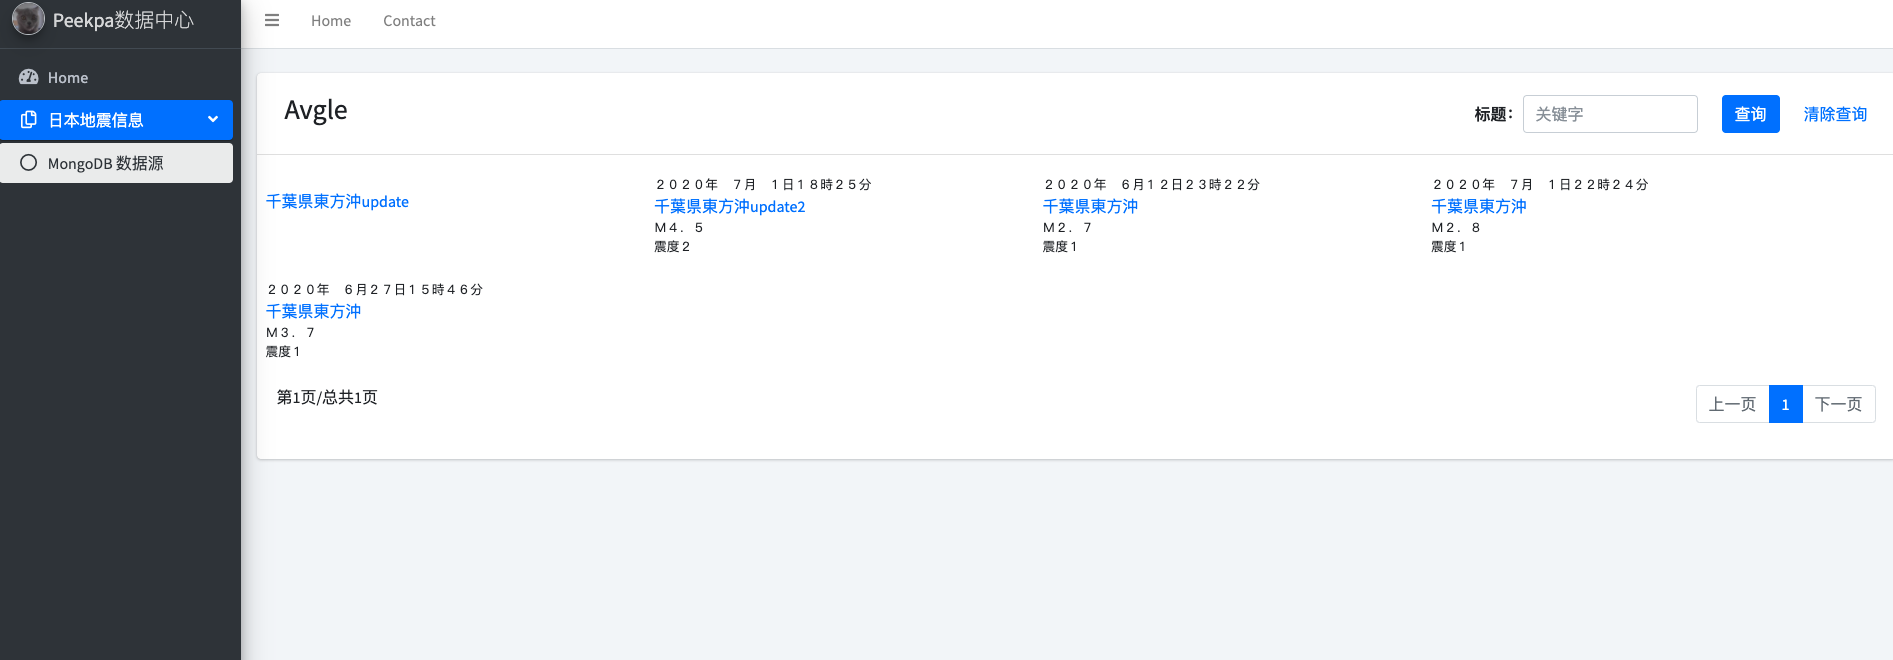 Peekpa数据中心
Home
Contact
Home
日本地震信息
MongoDB 数据源
Avgle
标题：
关键字
查询
清除查询
千葉県東方沖update
２０２０年　７月　１日１８時２５分
千葉県東方沖update2
Ｍ４．５
震度２
２０２０年　６月１２日２３時２２分
千葉県東方沖
Ｍ２．７
震度１
２０２０年　７月　１日２２時２４分
千葉県東方沖
Ｍ２．８
震度１
２０２０年　６月２７日１５時４６分
千葉県東方沖
Ｍ３．７
震度１
第1页/总共1页
上一页
1
下一页